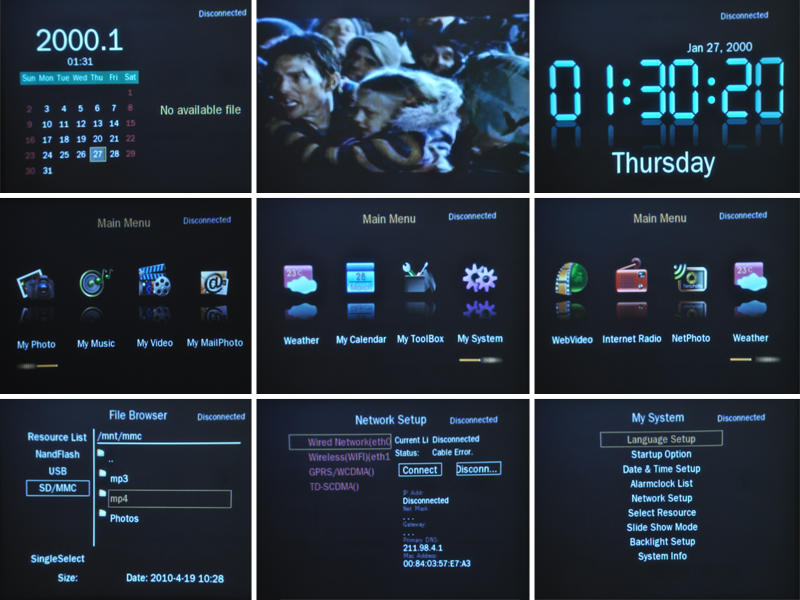 Disconnected
2000.1
01:31
Sun Mon Tue Wed Thu Fri Sat
1
2 3 4 5 6 7 8
9 10 11 12 13 14 15
16 17 18 19 20 21 22
23 24 25 26 27 28 29
30 31
No available file
Disconnected
Jan 27, 2000
01:30:20
Thursday
Main Menu
Disconnected
My Photo My Music My Video My MailPhoto
Main Menu
Disconnected
23°C
28
Weather My Calendar My ToolBox My System
Main Menu
Disconnected
23°C
WebVideo Internet Radio NetPhoto Weather
File Browser
Disconnected
Resource List
NandFlash
USB
SD/MMC
/mnt/mmc
..
mp3
mp4
Photos
SingleSelect
Size:
Date: 2010-4-19 10:28
Network Setup
Disconnected
Wired Network(eth0
Wireless(WIFI)(eth1
GPRS/WCDMA()
TD-SCDMA()
Current Li Disconnected
Status: Cable Error.
Connect
Disconn...
IP Addr:
Disconnected
Net Mask:
. . .
Gateway:
. . .
Primary DNS:
211.98.4.1
Mac Address:
00:84:03:57:E7:A3
My System
Disconnected
Language Setup
Startup Option
Date & Time Setup
Alarmclock List
Network Setup
Select Resource
Slide Show Mode
Backlight Setup
System Info